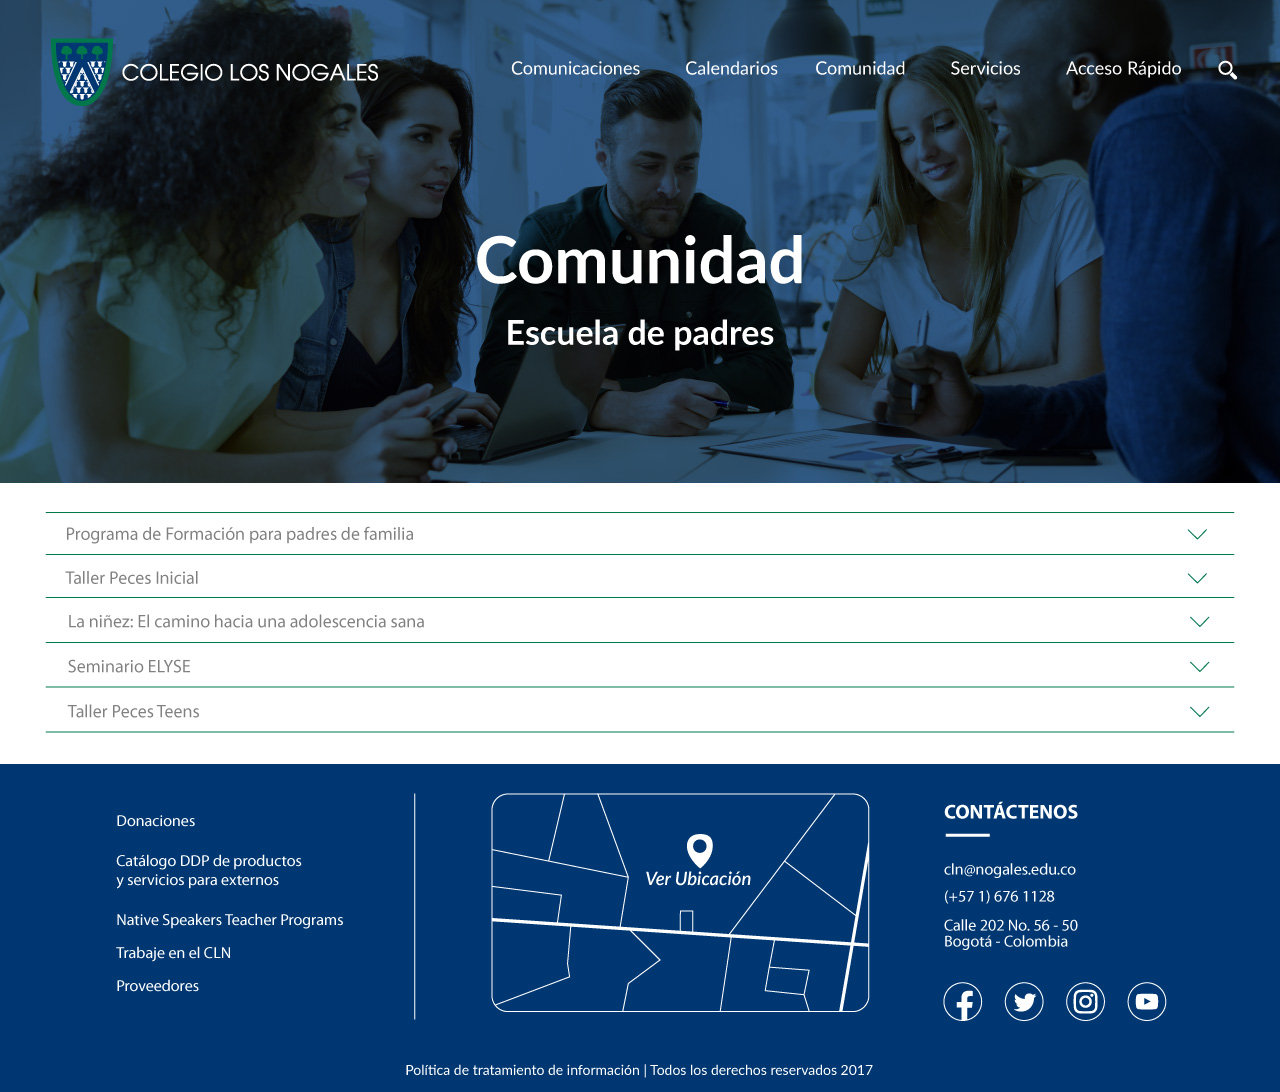 COLEGIO LOS NOGALES
Comunicaciones
Calendarios
Comunidad
Servicios
Acceso Rápido
Comunidad
Escuela de padres
Programa de Formación para padres de familia
Taller Peces Inicial
La niñez: El camino hacia una adolescencia sana
Seminario ELYSE
Taller Peces Teens
Donaciones
Catálogo DDP de productos
y servicios para externos
Native Speakers Teacher Programs
Trabaje en el CLN
Proveedores
Ver Ubicación
CONTÁCTENOS
cln@nogales.edu.co
(+57 1) 676 1128
Calle 202 No. 56 - 50
Bogotá - Colombia
Política de tratamiento de información | Todos los derechos reservados 2017